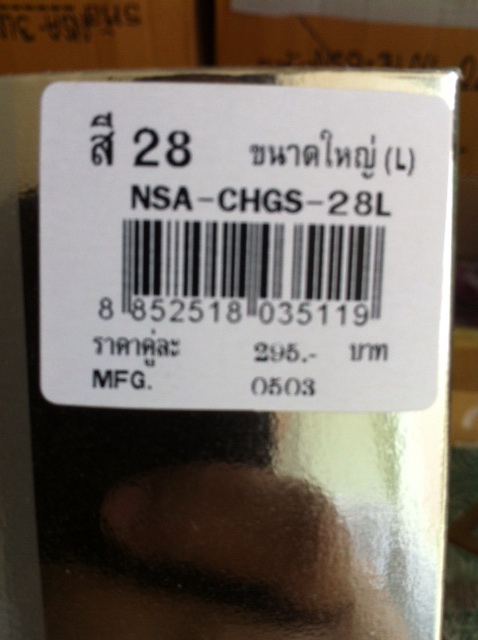 สี 28 ขนาดใหญ่ (L)
NSA-CHGS-28L
8 852518 035119
ราคาคู่ละ 295.- บาท
MFG. 0503